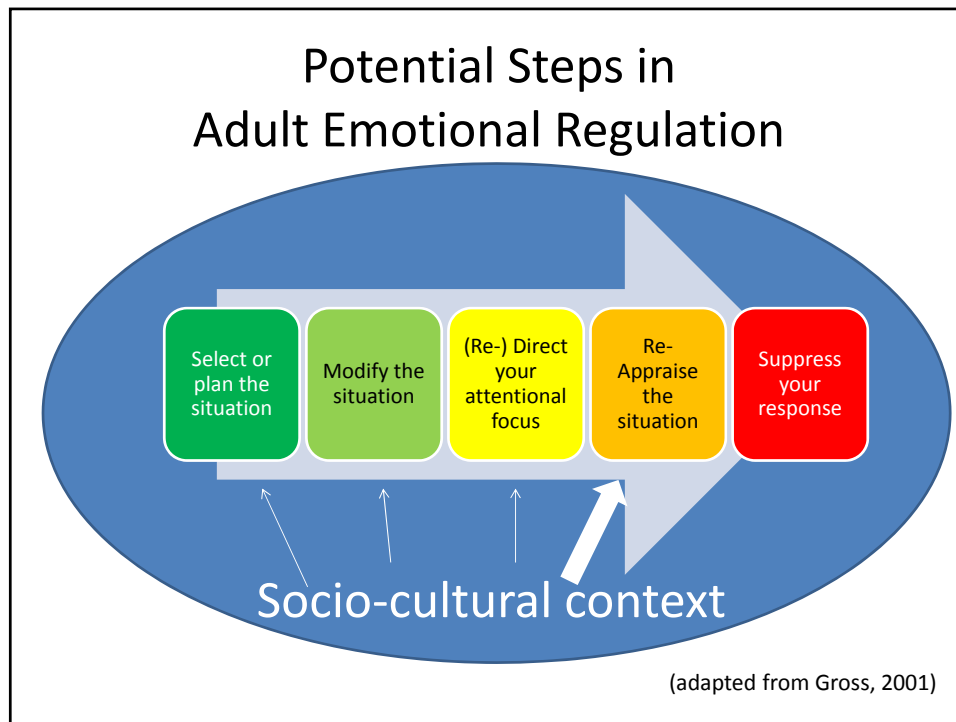 Potential Steps in
Adult Emotional Regulation
Select or
plan the
situation
Modify the
situation
(Re-) Direct
your
attentional
focus
Re-
Appraise
the
situation
Suppress
your
response
Socio-cultural context
(adapted from Gross, 2001)